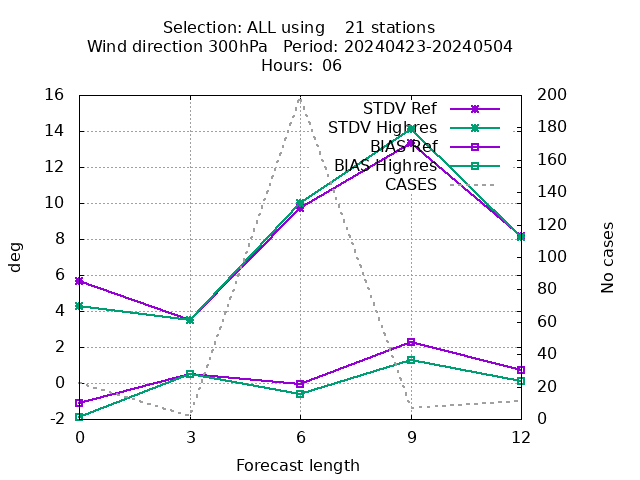 Selection: ALL using    21 stations
Wind direction 300hPa   Period: 20240423-20240504
Hours: 06
16
14
12
10
8
6
4
2
0
-2
deg
STDV Ref
STDV Highres
BIAS Ref
BIAS Highres
CASES
200
180
160
140
120
100
80
60
40
20
0
No cases
0 3 6 9 12
Forecast length